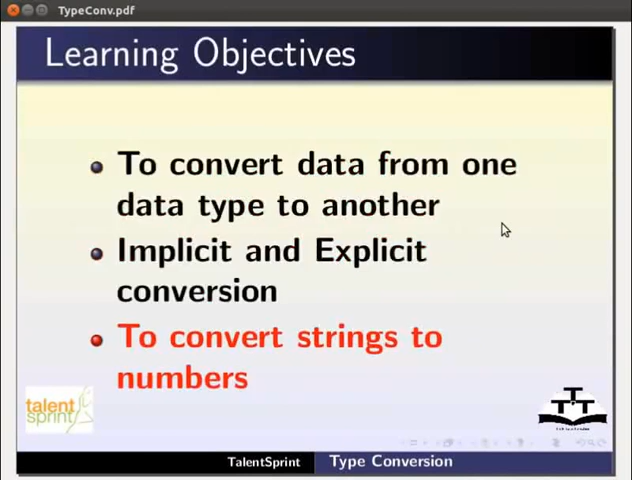 TypeConv.pdf
Learning Objectives
To convert data from one
data type to another
Implicit and Explicit
conversion
To convert strings to
numbers
talent
sprint
TTT
TalentSprint
Type Conversion